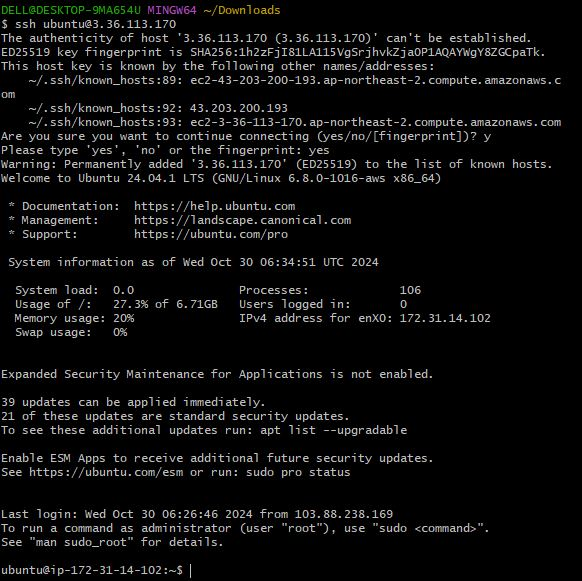 DELL@DESKTOP-9MA654U MINGW64 ~/Downloads
$ ssh ubuntu@3.36.113.170
The authenticity of host '3.36.113.170 (3.36.113.170)' can't be established.
ED25519 key fingerprint is SHA256:1h2zFjI81LA115VgSrjhvkZja0P1AQAYWgY8ZGCpaTk.
This host key is known by the following other names/addresses:
    ~/.ssh/known_hosts:89: ec2-43-203-200-193.ap-northeast-2.compute.amazonaws.c
om
    ~/.ssh/known_hosts:92: 43.203.200.193
    ~/.ssh/known_hosts:93: ec2-3-36-113-170.ap-northeast-2.compute.amazonaws.com
Are you sure you want to continue connecting (yes/no/[fingerprint])? y
Please type 'yes', 'no' or the fingerprint: yes
Warning: Permanently added '3.36.113.170' (ED25519) to the list of known hosts.
Welcome to Ubuntu 24.04.1 LTS (GNU/Linux 6.8.0-1016-aws x86_64)

 * Documentation:  https://help.ubuntu.com
 * Management:     https://landscape.canonical.com
 * Support:        https://ubuntu.com/pro

 System information as of Wed Oct 30 06:34:51 UTC 2024

  System load:  0.0               Processes:             106
  Usage of /:   27.3% of 6.71GB   Users logged in:       0
  Memory usage: 20%               IPv4 address for enX0: 172.31.14.102
  Swap usage:   0%


Expanded Security Maintenance for Applications is not enabled.

39 updates can be applied immediately.
21 of these updates are standard security updates.
To see these additional updates run: apt list --upgradable

Enable ESM Apps to receive additional future security updates.
See https://ubuntu.com/esm or run: sudo pro status


Last login: Wed Oct 30 06:26:46 2024 from 103.88.238.169
To run a command as administrator (user "root"), use "sudo <command>".
See "man sudo_root" for details.

ubuntu@ip-172-31-14-102:~$